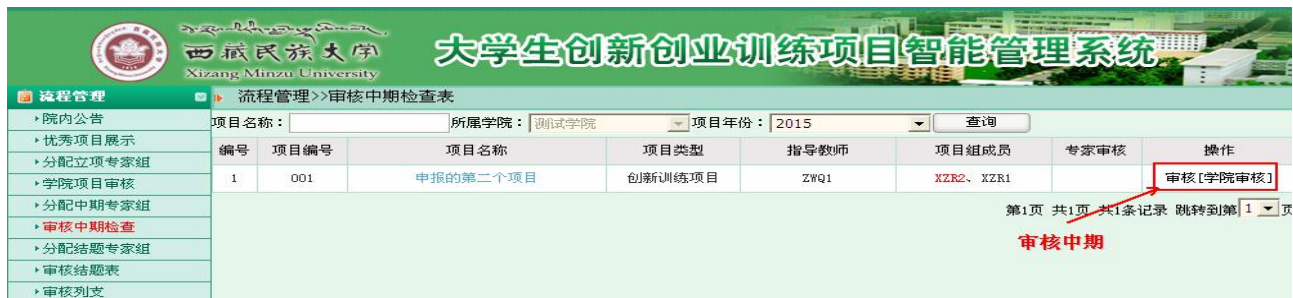 西藏民族大学
Xizang Minzu University
大学生创新创业训练项目智能管理系统
流程管理
院内公告
优秀项目展示
分配立项专家组
学院项目审核
分配中期专家组
审核中期检查
分配结题专家组
审核结题表
审核列支
流程管理>>审核中期检查表
项目名称： 所属学院： 测试学院 项目年份： 2015 查询
编号 项目编号 项目名称 项目类型 指导教师 项目组成员 专家审核 操作
1 001 申报的第二个项目 创新训练项目 ZWQ1 XZR2、XZR1 审核[学院审核]
第1页 共1页 共1条记录 跳转到第 1 页
审核中期